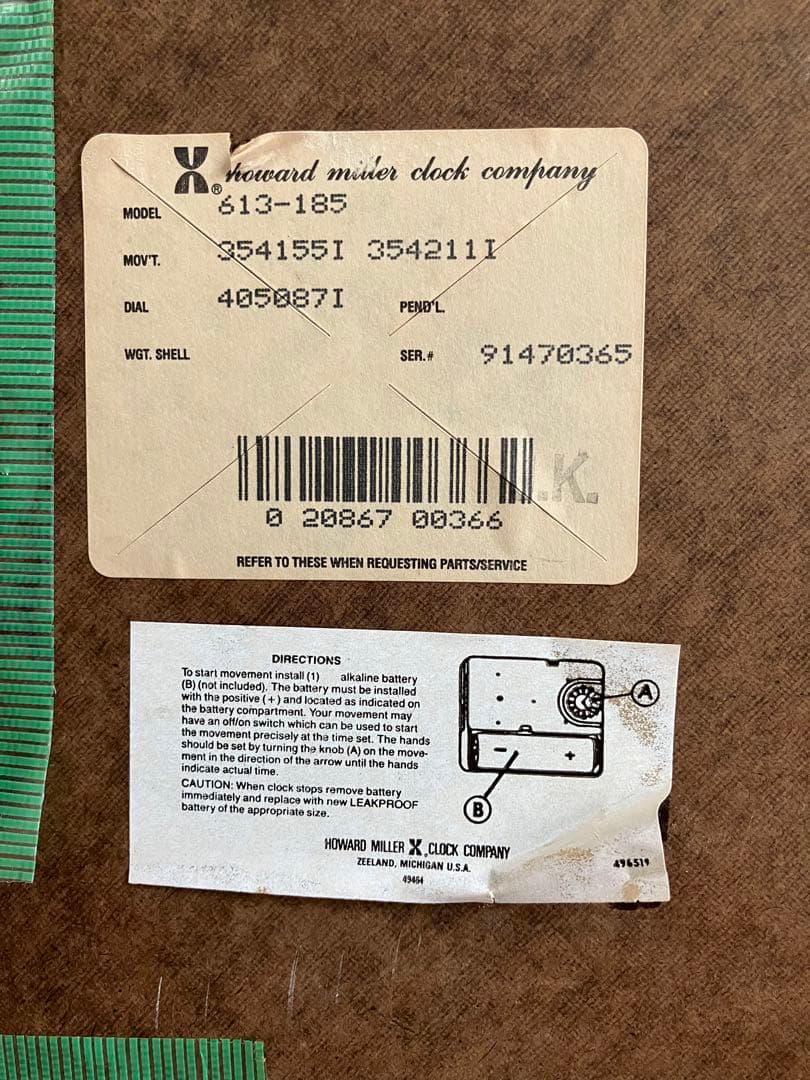 ® howard miller clock company
MODEL 613-185
MOV'T. 354155I 354211I
DIAL 405087I PEND'L.
WGT. SHELL SER.# 91470365
.K.
0 20867 00366
REFER TO THESE WHEN REQUESTING PARTS/SERVICE
DIRECTIONS
To start movement install (1) alkaline battery
(B) (not included). The battery must be installed
with the positive (+) and located as indicated on
the battery compartment. Your movement may
have an off/on switch which can be used to start
the movement precisely at the time set. The hands
should be set by turning the knob (A) on the move-
ment in the direction of the arrow until the hands
indicate actual time.
CAUTION: When clock stops remove battery
immediately and replace with new LEAKPROOF
battery of the appropriate size.
A
- +
B
HOWARD MILLER CLOCK COMPANY
ZEELAND, MICHIGAN U.S.A.
49464
496519